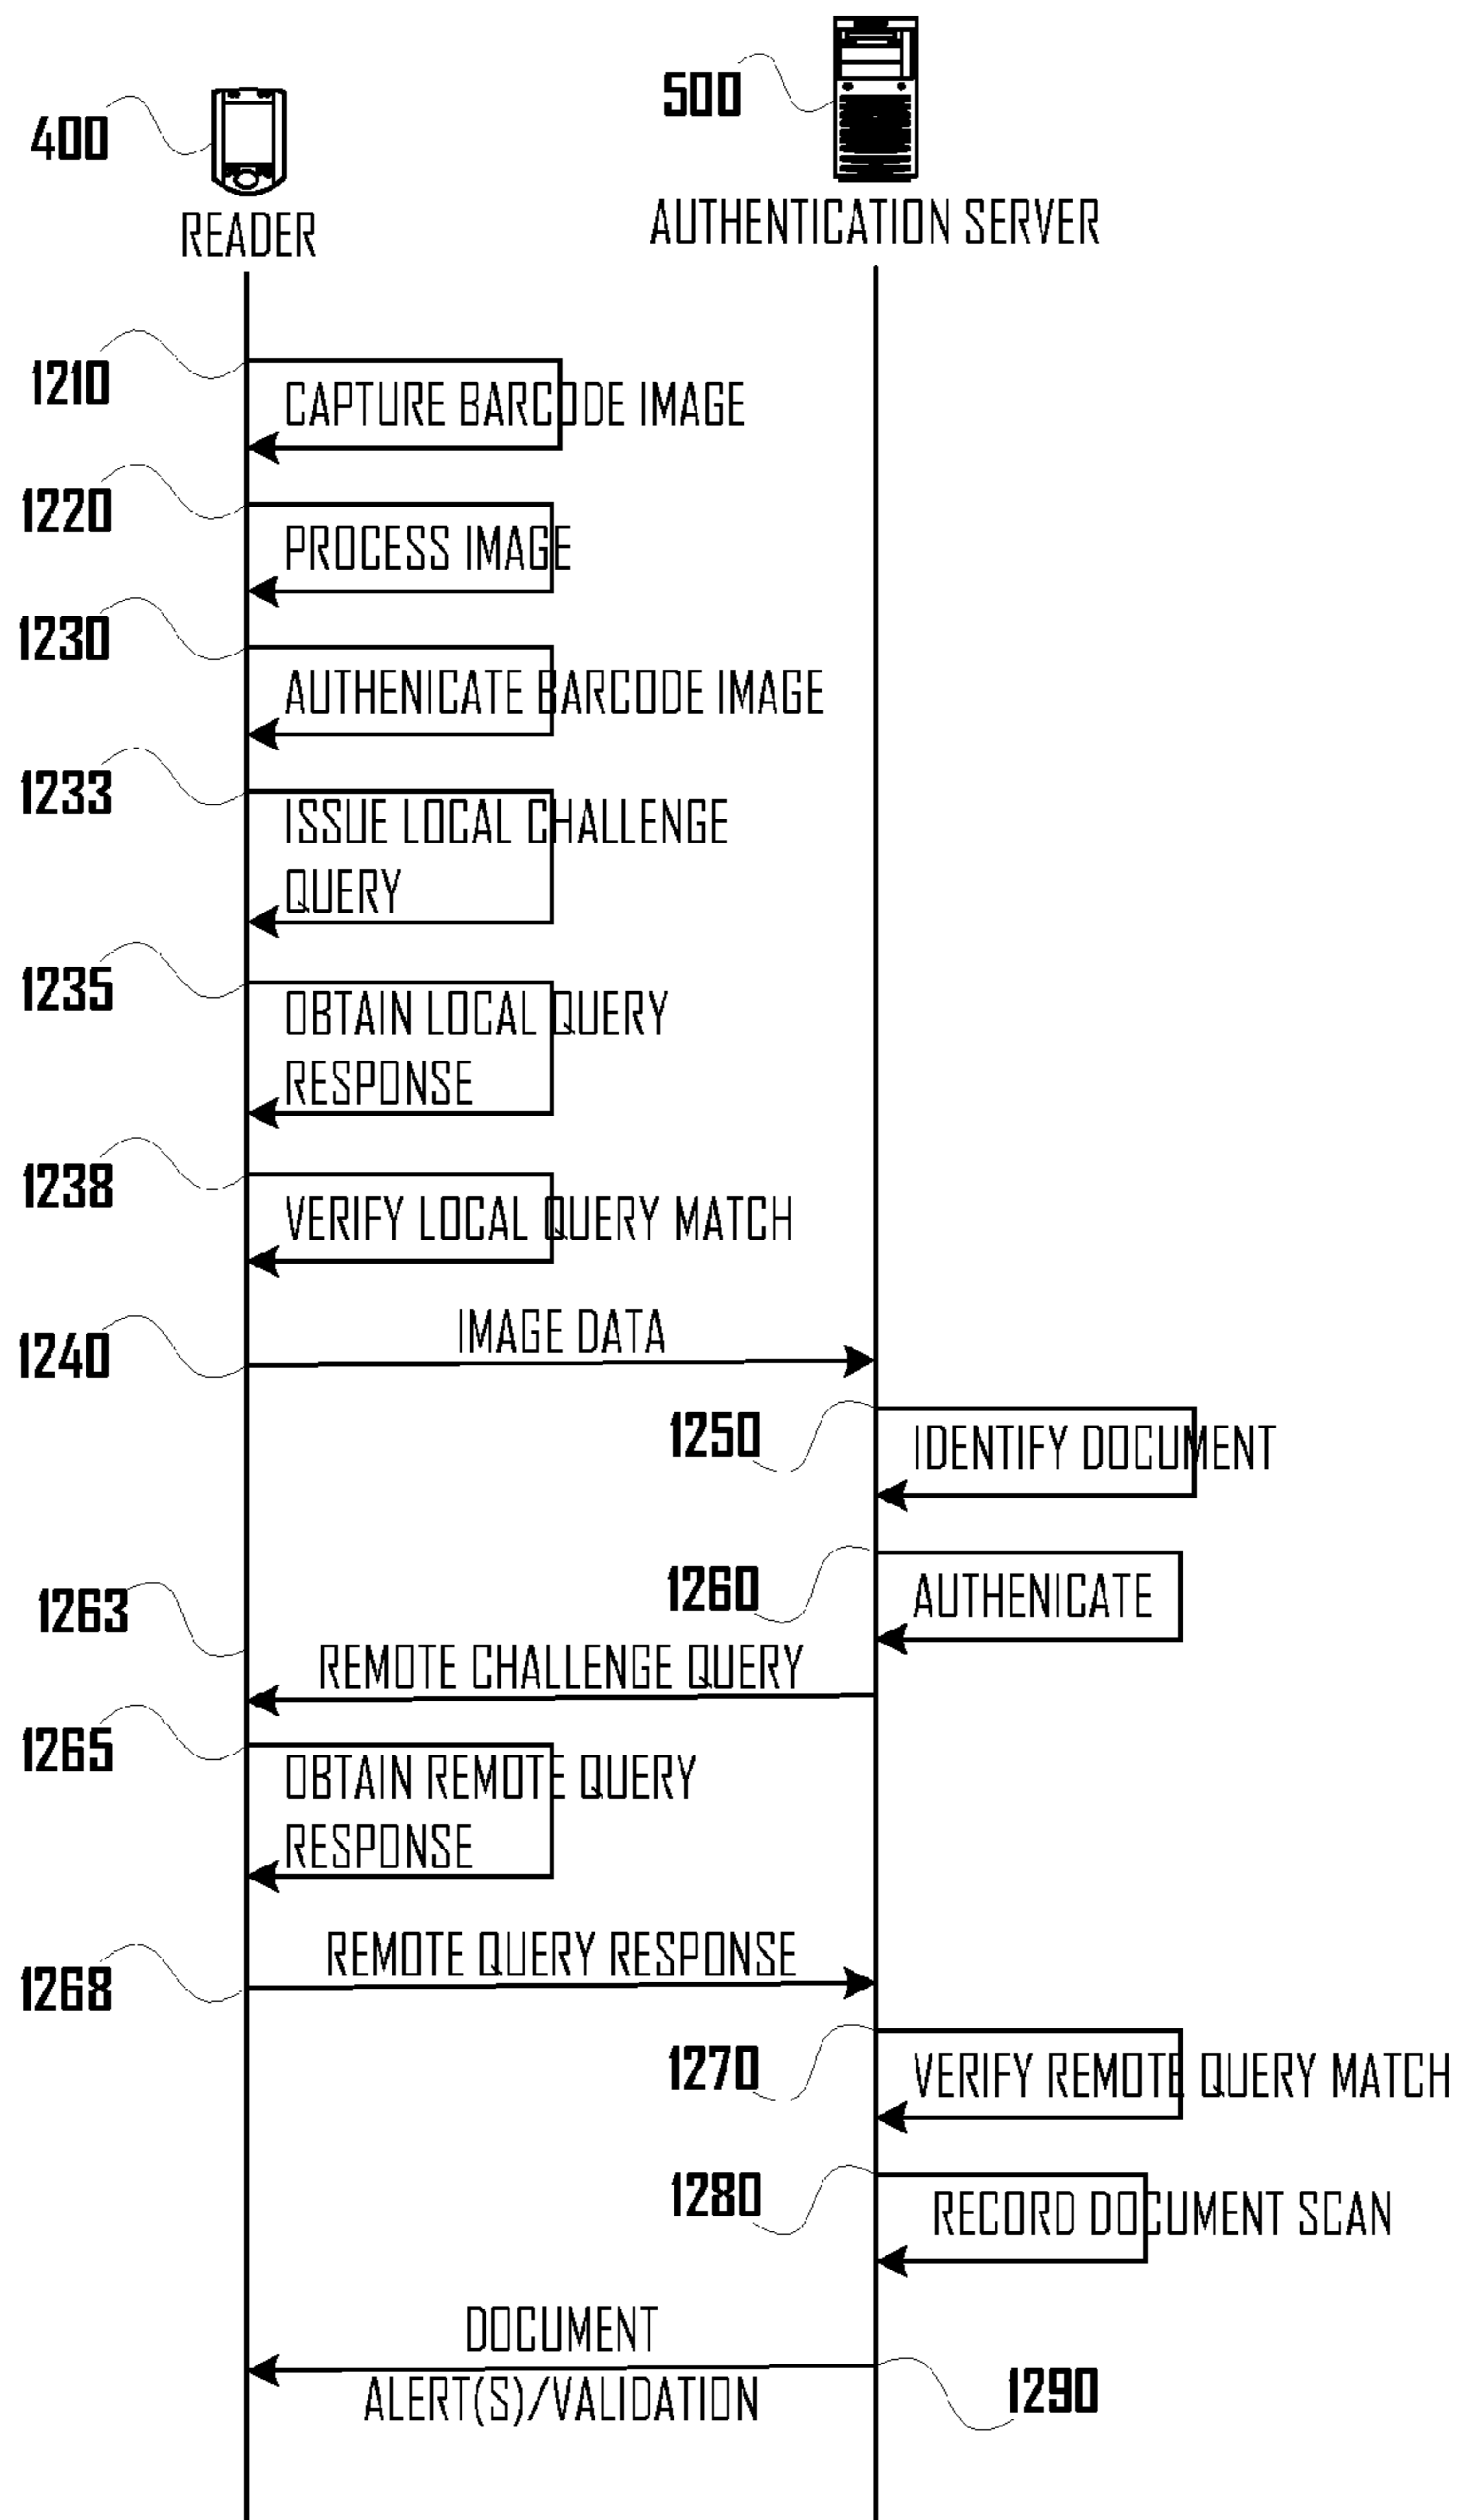 500
400
READER
AUTHENTICATION SERVER
1210
CAPTURE BARCODE IMAGE
1220
PROCESS IMAGE
1230
AUTHENICATE BARCODE IMAGE
1233
ISSUE LOCAL CHALLENGE
QUERY
1235
OBTAIN LOCAL QUERY
RESPONSE
1238
VERIFY LOCAL QUERY MATCH
1240
IMAGE DATA
1250
IDENTIFY DOCUMENT
1260
AUTHENICATE
1263
REMOTE CHALLENGE QUERY
1265
OBTAIN REMOTE QUERY
RESPONSE
1268
REMOTE QUERY RESPONSE
1270
VERIFY REMOTE QUERY MATCH
1280
RECORD DOCUMENT SCAN
DOCUMENT
ALERT(S)/VALIDATION
1290